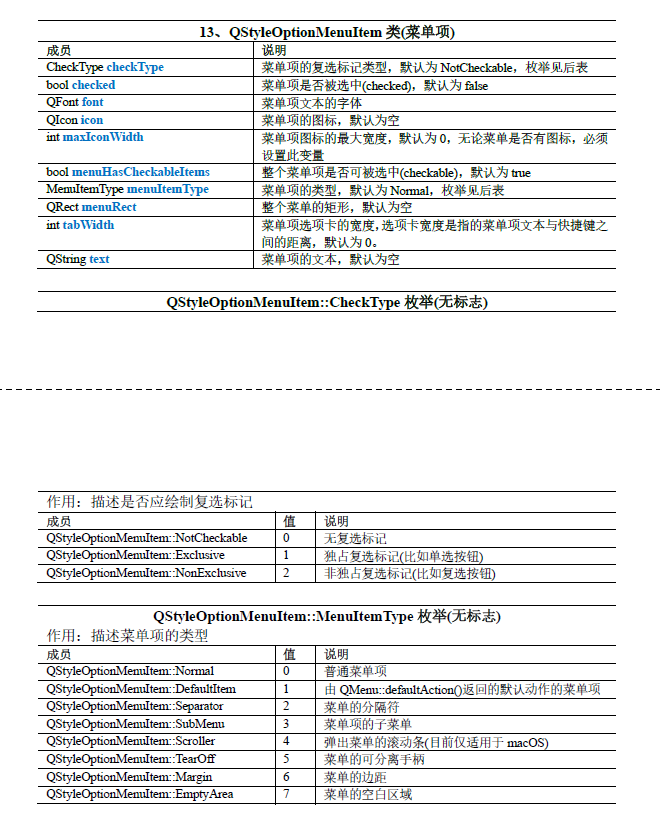 13、QStyleOptionMenuItem 类(菜单项)
成员 说明
CheckType checkType 菜单项的复选标记类型，默认为 NotCheckable，枚举见后表
bool checked 菜单项是否被选中(checked)，默认为 false
QFont font 菜单项文本的字体
QIcon icon 菜单项的图标，默认为空
int maxIconWidth 菜单项图标的最大宽度，默认为 0，无论菜单是否有图标，必须
设置此变量
bool menuHasCheckableItems 整个菜单项是否可被选中(checkable)，默认为 true
MemuItemType menuItemType 菜单项的类型，默认为 Normal，枚举见后表
QRect menuRect 整个菜单的矩形，默认为空
int tabWidth 菜单项选项卡的宽度，选项卡宽度是指的菜单项文本与快捷键之
间的距离，默认为 0。
QString text 菜单项的文本，默认为空
QStyleOptionMenuItem::CheckType 枚举(无标志)
作用：描述是否应绘制复选标记
成员 值 说明
QStyleOptionMenuItem::NotCheckable 0 无复选标记
QStyleOptionMenuItem::Exclusive 1 独占复选标记(比如单选按钮)
QStyleOptionMenuItem::NonExclusive 2 非独占复选标记(比如复选按钮)
QStyleOptionMenuItem::MenuItemType 枚举(无标志)
作用：描述菜单项的类型
成员 值 说明
QStyleOptionMenuItem::Normal 0 普通菜单项
QStyleOptionMenuItem::DefaultItem 1 由 QMenu::defaultAction()返回的默认动作的菜单项
QStyleOptionMenuItem::Separator 2 菜单的分隔符
QStyleOptionMenuItem::SubMenu 3 菜单项的子菜单
QStyleOptionMenuItem::Scroller 4 弹出菜单的滚动条(目前仅适用于 macOS)
QStyleOptionMenuItem::TearOff 5 菜单的可分离手柄
QStyleOptionMenuItem::Margin 6 菜单的边距
QStyleOptionMenuItem::EmptyArea 7 菜单的空白区域